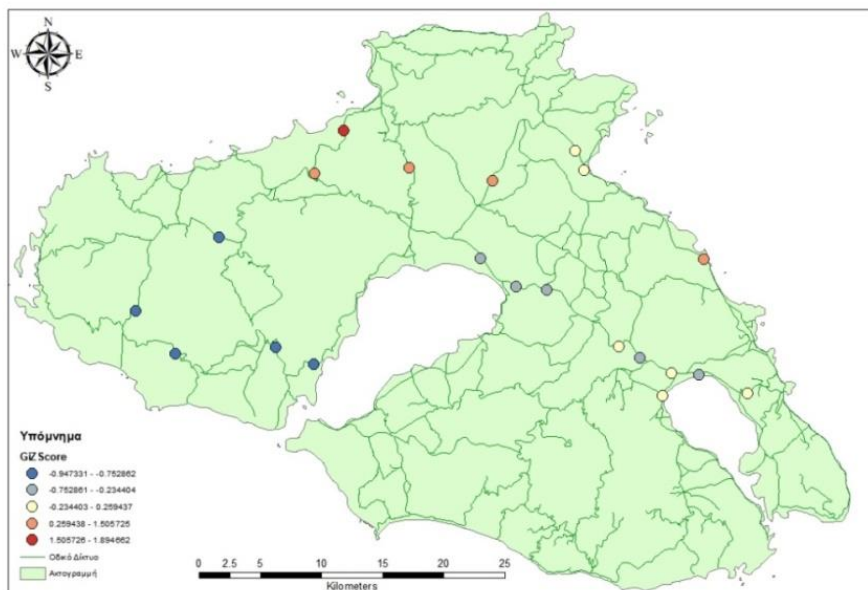 N
W E
S
Υπόμνημα
GiZ Score
-0.947331 - -0.752862
-0.752861 - -0.234404
-0.234403 - 0.259437
0.259438 - 1.505725
1.505726 - 1.894662
Οδικό Δίκτυο
Ακτογραμμή
0 2.5 5 10 15 20 25
Kilometers